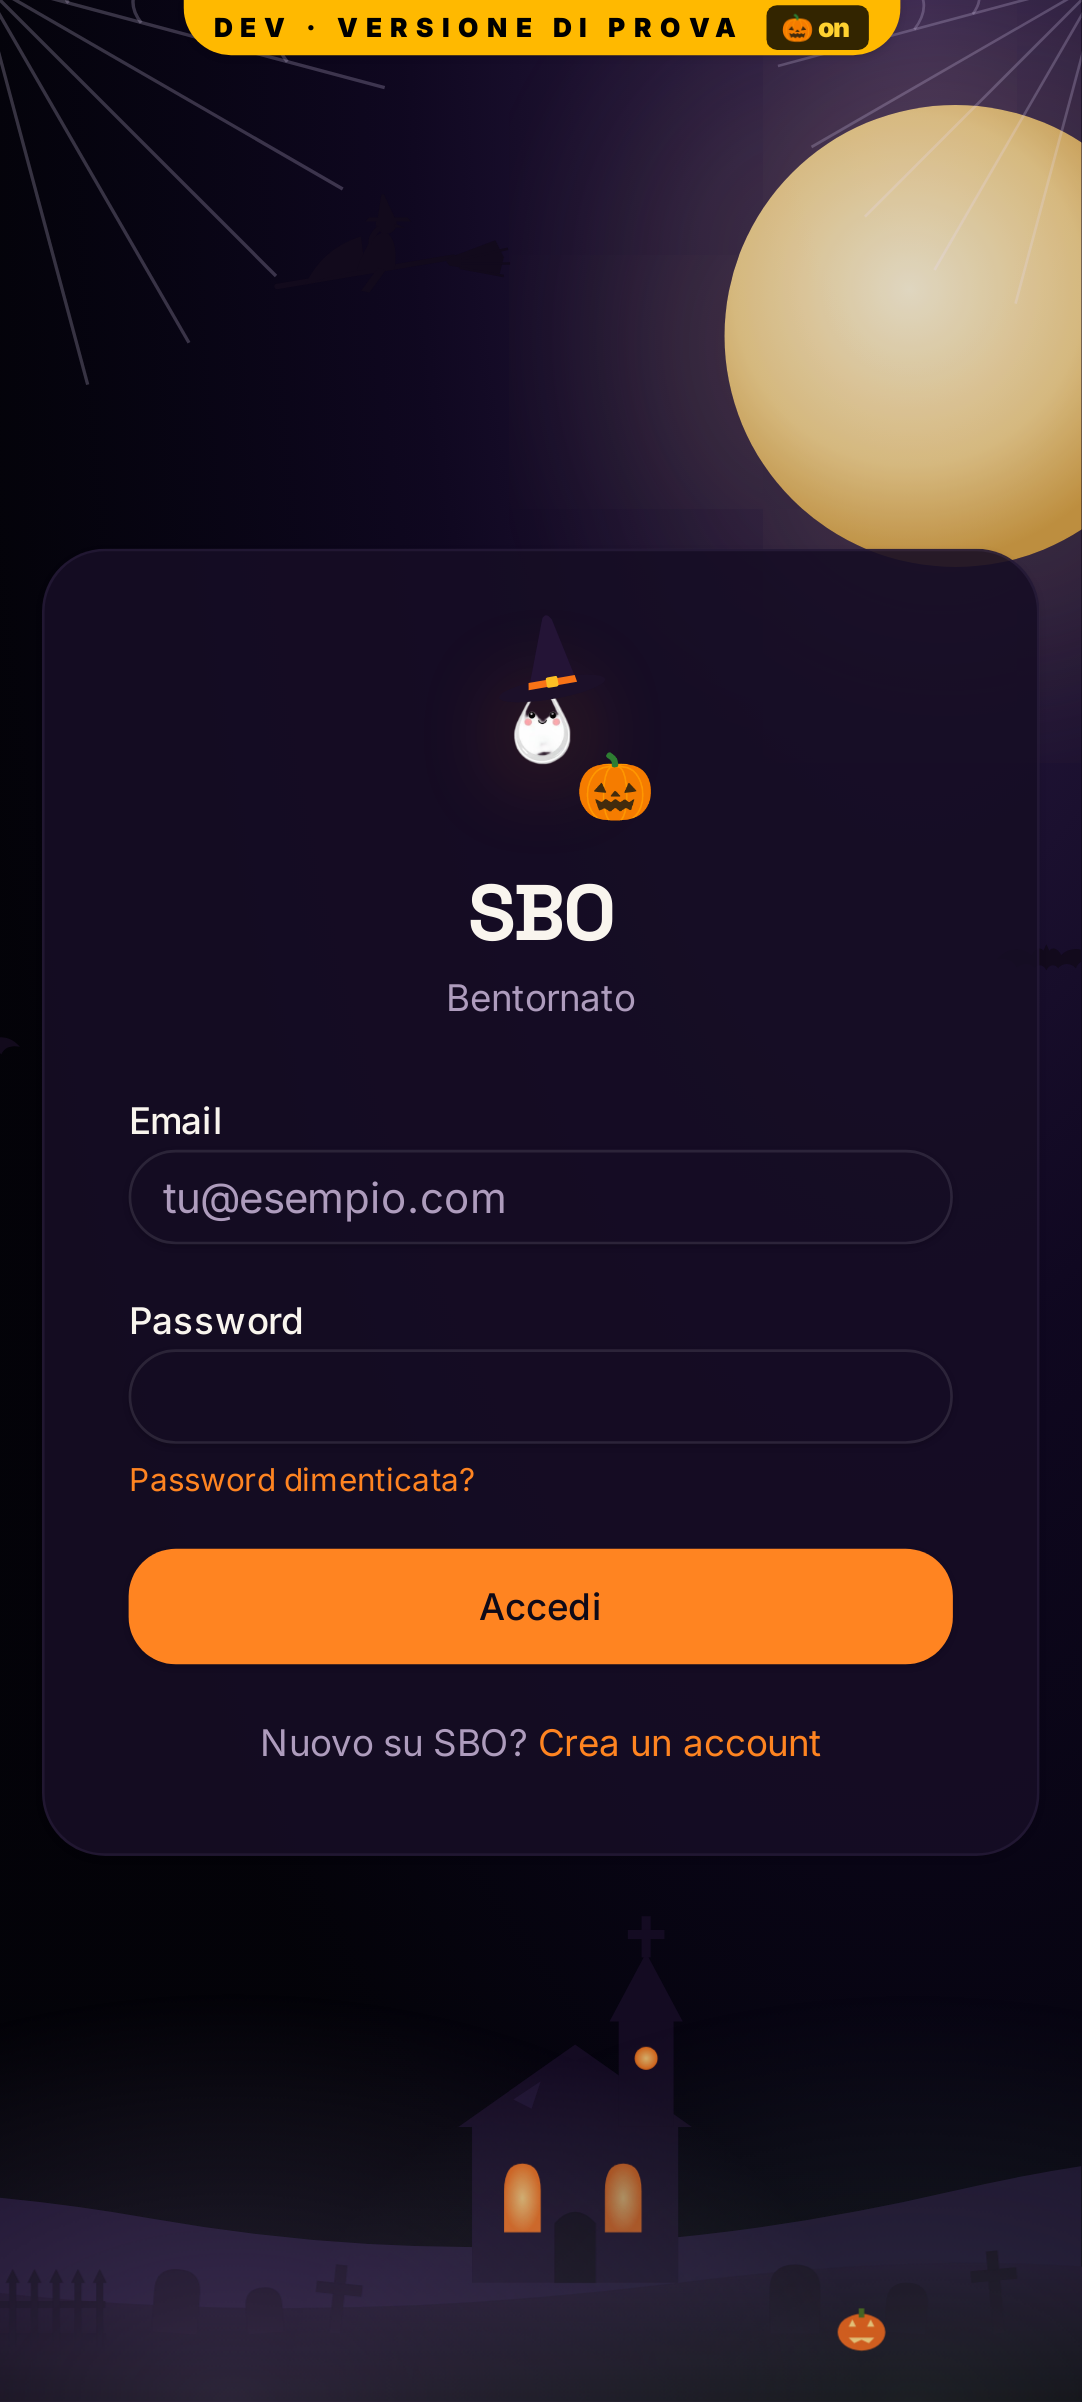 DEV · VERSIONE DI PROVA 🎃 on
SBO
Bentornato
Email
tu@esempio.com
Password
Password dimenticata?
Accedi
Nuovo su SBO? Crea un account